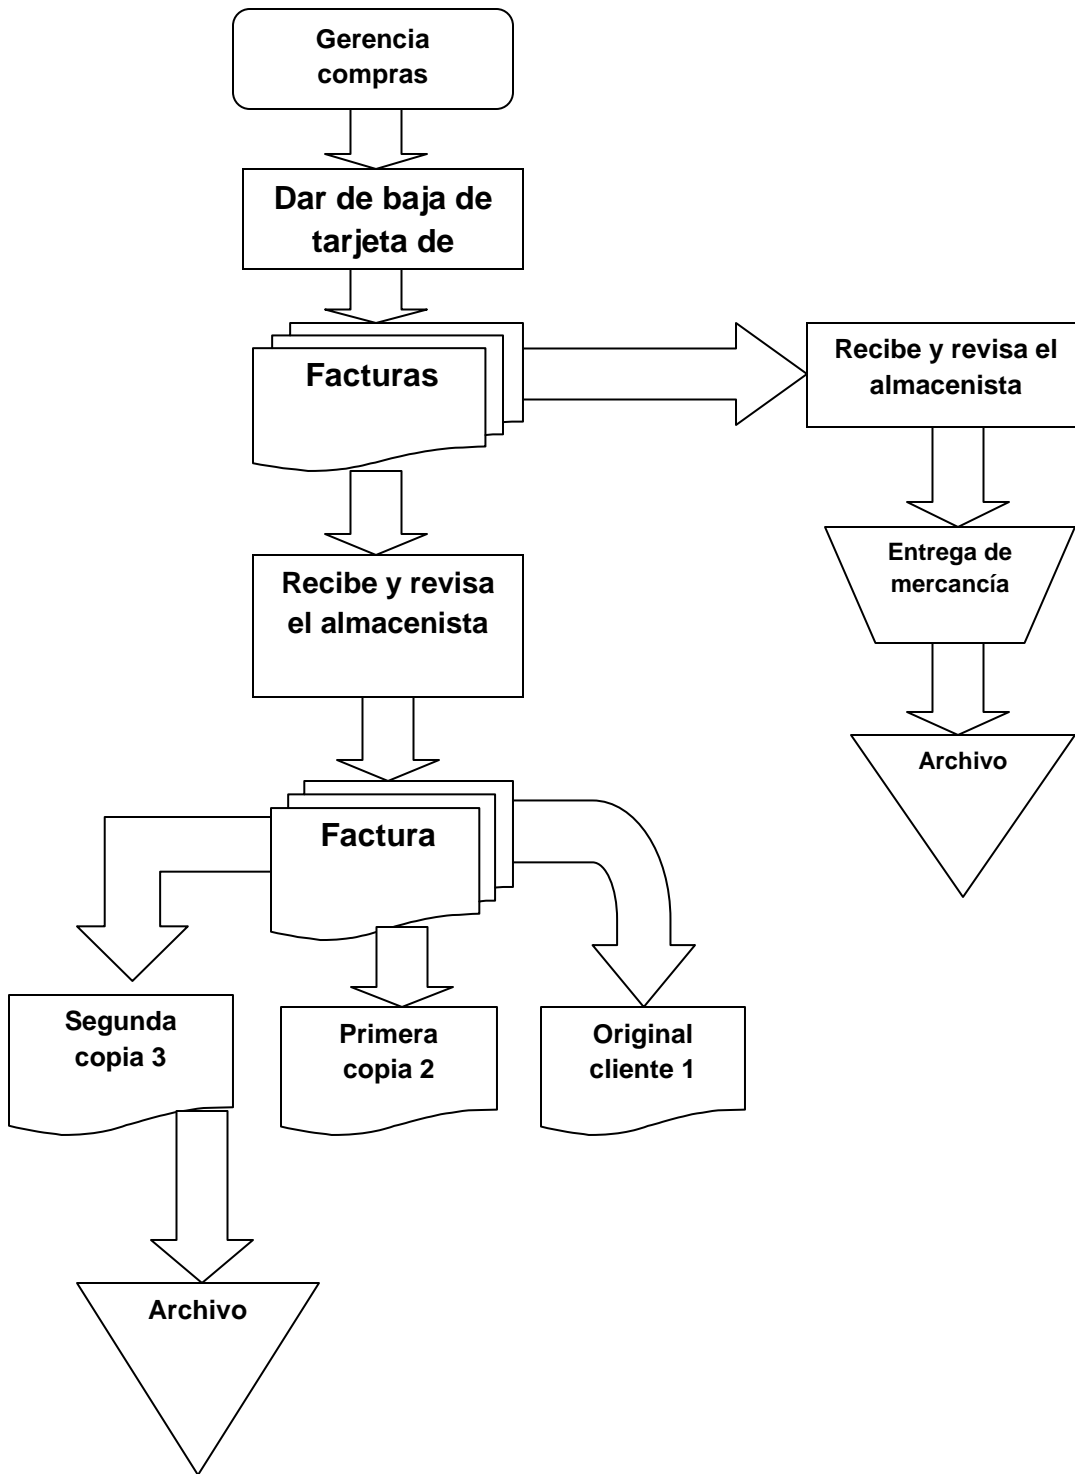 Gerencia
compras
Dar de baja de
tarjeta de
Facturas
Recibe y revisa el
almacenista
Recibe y revisa
el almacenista
Entrega de
mercancía
Archivo
Factura
Segunda
copia 3
Primera
copia 2
Original
cliente 1
Archivo